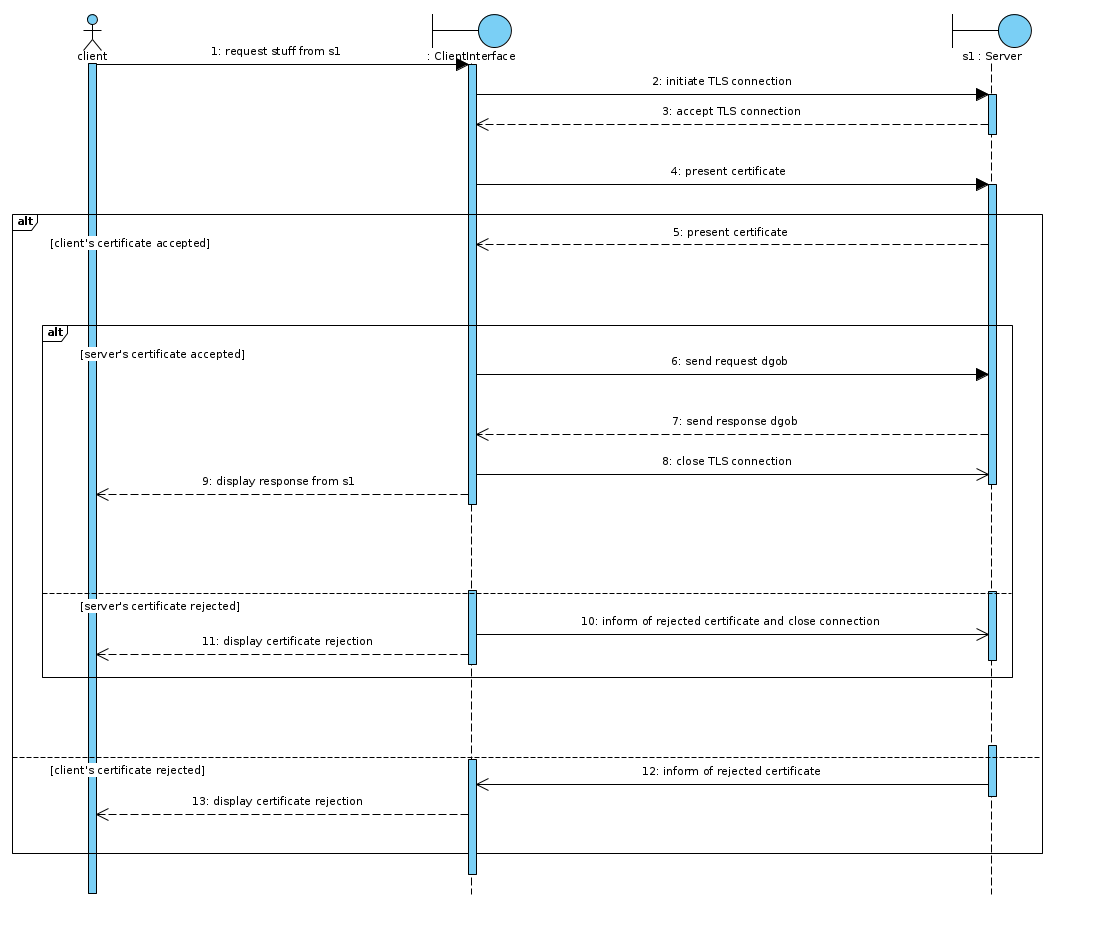 client
: ClientInterface
s1 : Server
1: request stuff from s1
2: initiate TLS connection
3: accept TLS connection
4: present certificate
alt
[client's certificate accepted]
5: present certificate
alt
[server's certificate accepted]
6: send request dgob
7: send response dgob
8: close TLS connection
9: display response from s1
[server's certificate rejected]
10: inform of rejected certificate and close connection
11: display certificate rejection
[client's certificate rejected]
12: inform of rejected certificate
13: display certificate rejection